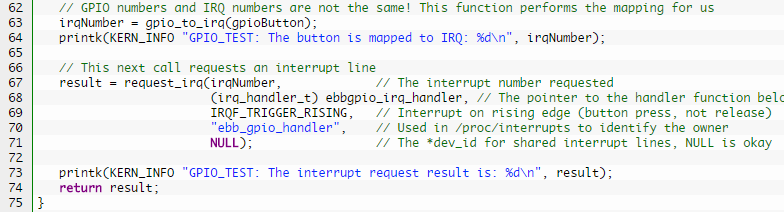 62 // GPIO numbers and IRQ numbers are not the same! This function performs the mapping for us
63 irqNumber = gpio_to_irq(gpioButton);
64 printk(KERN_INFO "GPIO_TEST: The button is mapped to IRQ: %d\n", irqNumber);
65
66 // This next call requests an interrupt line
67 result = request_irq(irqNumber, // The interrupt number requested
68 (irq_handler_t) ebbgpio_irq_handler, // The pointer to the handler function
69 IRQF_TRIGGER_RISING, // Interrupt on rising edge (button press, not release)
70 "ebb_gpio_handler", // Used in /proc/interrupts to identify the owner
71 NULL); // The *dev_id for shared interrupt lines, NULL is okay
72
73 printk(KERN_INFO "GPIO_TEST: The interrupt request result is: %d\n", result);
74 return result;
75 }